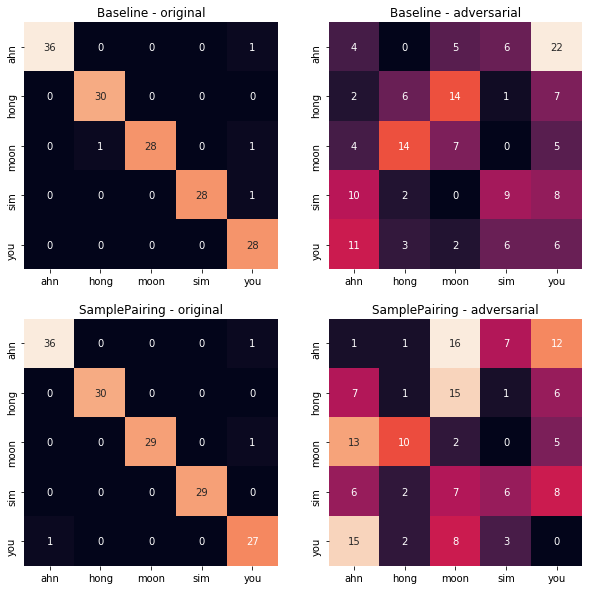 Baseline - original
ahn 36 0 0 0 1
hong 0 30 0 0 0
moon 0 1 28 0 1
sim 0 0 0 28 1
you 0 0 0 0 28
ahn hong moon sim you
Baseline - adversarial
ahn 4 0 5 6 22
hong 2 6 14 1 7
moon 4 14 7 0 5
sim 10 2 0 9 8
you 11 3 2 6 6
ahn hong moon sim you
SamplePairing - original
ahn 36 0 0 0 1
hong 0 30 0 0 0
moon 0 0 29 0 1
sim 0 0 0 29 0
you 1 0 0 0 27
ahn hong moon sim you
SamplePairing - adversarial
ahn 1 1 16 7 12
hong 7 1 15 1 6
moon 13 10 2 0 5
sim 6 2 7 6 8
you 15 2 8 3 0
ahn hong moon sim you